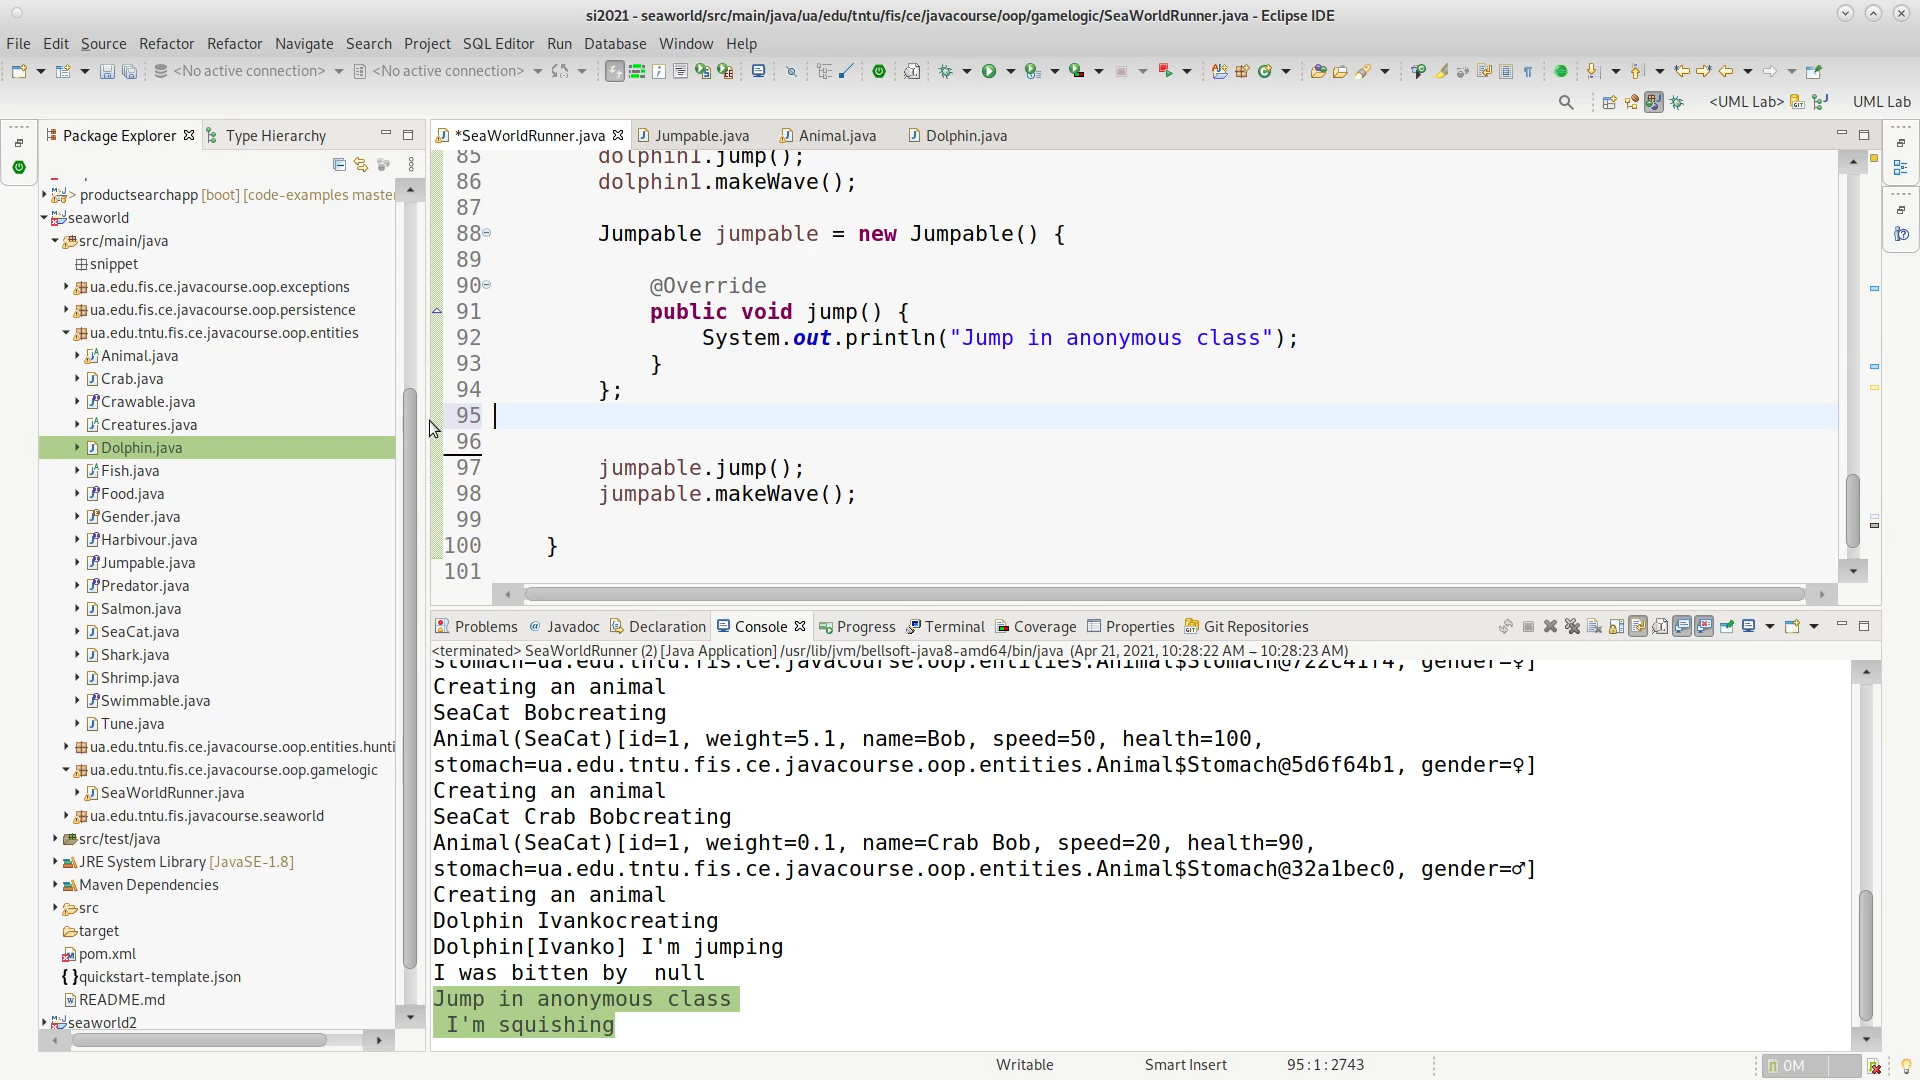 si2021 - seaworld/src/main/java/ua/edu/tntu/fis/ce/javacourse/oop/gamelogic/SeaWorldRunner.java - Eclipse IDE
File Edit Source Refactor Refactor Navigate Search Project SQL Editor Run Database Window Help
<No active connection> <No active connection>
<UML Lab> UML Lab
Package Explorer Type Hierarchy
productsearchapp [boot] [code-examples master
seaworld
src/main/java
snippet
ua.edu.fis.ce.javacourse.oop.exceptions
ua.edu.fis.ce.javacourse.oop.persistence
ua.edu.tntu.fis.ce.javacourse.oop.entities
Animal.java
Crab.java
Crawable.java
Creatures.java
Dolphin.java
Fish.java
Food.java
Gender.java
Harbivour.java
Jumpable.java
Predator.java
Salmon.java
SeaCat.java
Shark.java
Shrimp.java
Swimmable.java
Tune.java
ua.edu.tntu.fis.ce.javacourse.oop.entities.hunti
ua.edu.tntu.fis.ce.javacourse.oop.gamelogic
SeaWorldRunner.java
ua.edu.tntu.fis.javacourse.seaworld
src/test/java
JRE System Library [JavaSE-1.8]
Maven Dependencies
src
target
pom.xml
quickstart-template.json
README.md
seaworld2
*SeaWorldRunner.java Jumpable.java Animal.java Dolphin.java
85 dolphin1.jump();
86 dolphin1.makeWave();
87
88 Jumpable jumpable = new Jumpable() {
89
90 @Override
91 public void jump() {
92 System.out.println("Jump in anonymous class");
93 }
94 };
95
96
97 jumpable.jump();
98 jumpable.makeWave();
99
100 }
101
Problems Javadoc Declaration Console Progress Terminal Coverage Properties Git Repositories
<terminated> SeaWorldRunner (2) [Java Application] /usr/lib/jvm/bellsoft-java8-amd64/bin/java (Apr 21, 2021, 10:28:22 AM – 10:28:23 AM)
stomach=ua.edu.tntu.fis.ce.javacourse.oop.entities.Animal$Stomach@722c41f4, gender=♀]
Creating an animal
SeaCat Bobcreating
Animal(SeaCat)[id=1, weight=5.1, name=Bob, speed=50, health=100,
stomach=ua.edu.tntu.fis.ce.javacourse.oop.entities.Animal$Stomach@5d6f64b1, gender=♀]
Creating an animal
SeaCat Crab Bobcreating
Animal(SeaCat)[id=1, weight=0.1, name=Crab Bob, speed=20, health=90,
stomach=ua.edu.tntu.fis.ce.javacourse.oop.entities.Animal$Stomach@32a1bec0, gender=♂]
Creating an animal
Dolphin Ivankocreating
Dolphin[Ivanko] I'm jumping
I was bitten by  null
Jump in anonymous class
I'm squishing
Writable Smart Insert 95:1:2743 0M